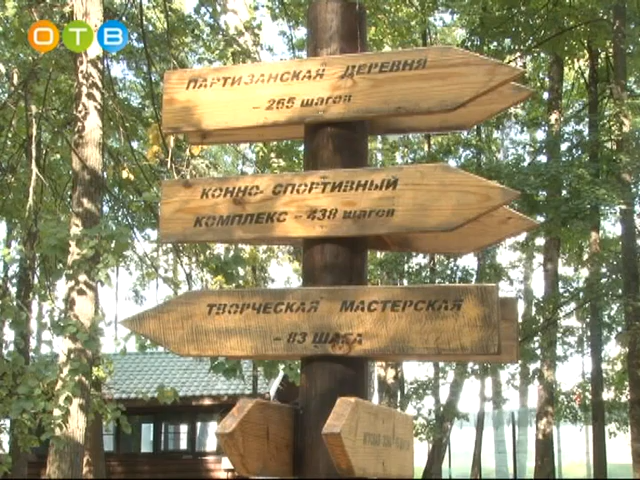 ОТВ
ПАРТИЗАНСКАЯ ДЕРЕВНЯ
- 265 шагов
КОННО- СПОРТИВНЫЙ
КОМПЛЕКС - 438 шагов
ТВОРЧЕСКАЯ МАСТЕРСКАЯ
- 83 ШАГА